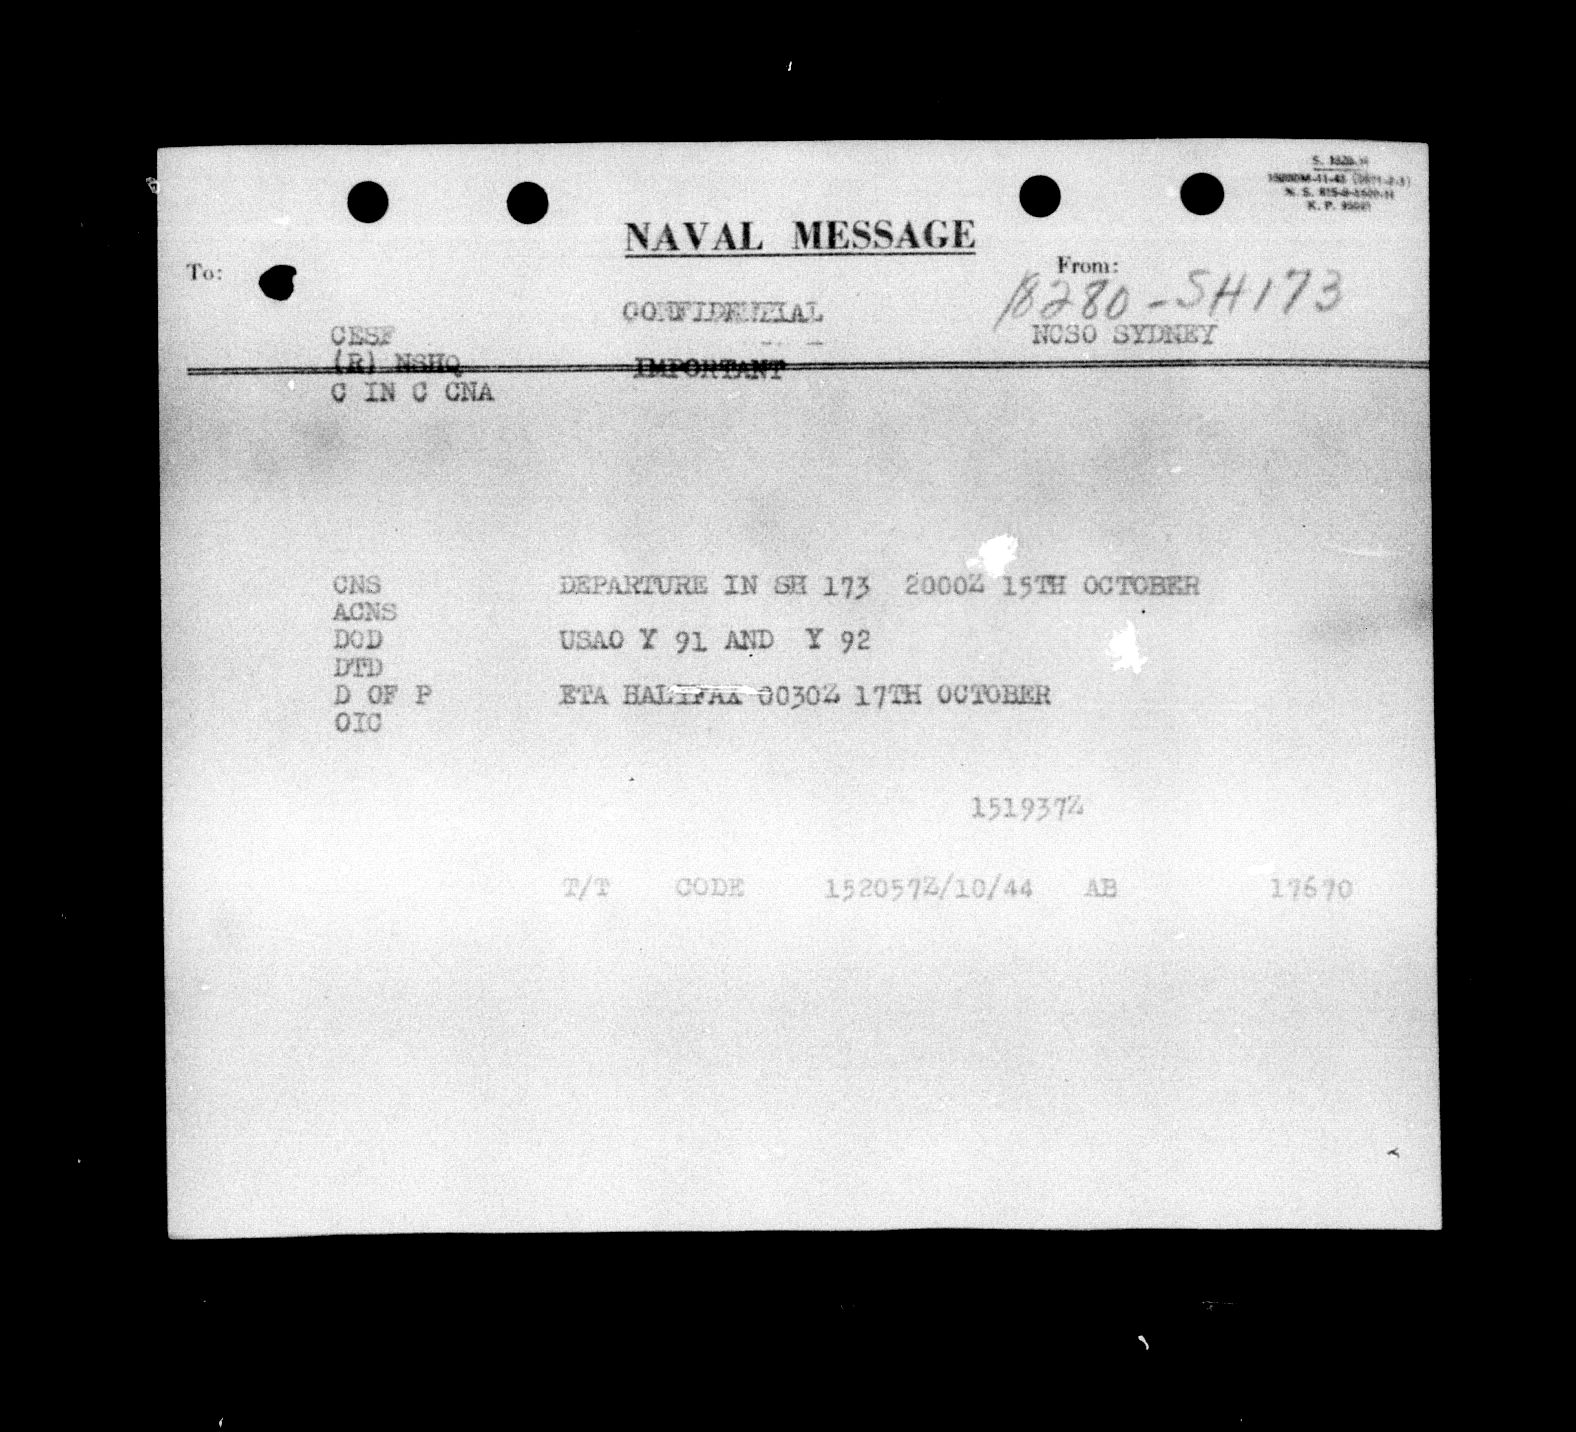 S. 1320-H
NAVAL MESSAGE
To:
From:
8280-SH173
CONFIDENTIAL
CESF
NCSO SYDNEY
(R) NSHQ
IMPORTANT
C IN C CNA
CNS DEPARTURE IN SH 173 2000Z 15TH OCTOBER
ACNS
DOD USAO Y 91 AND Y 92
DTD
D OF P ETA HALIFAX 0030Z 17TH OCTOBER
OIC
151937Z
T/T CODE 152057Z/10/44 AB 17670